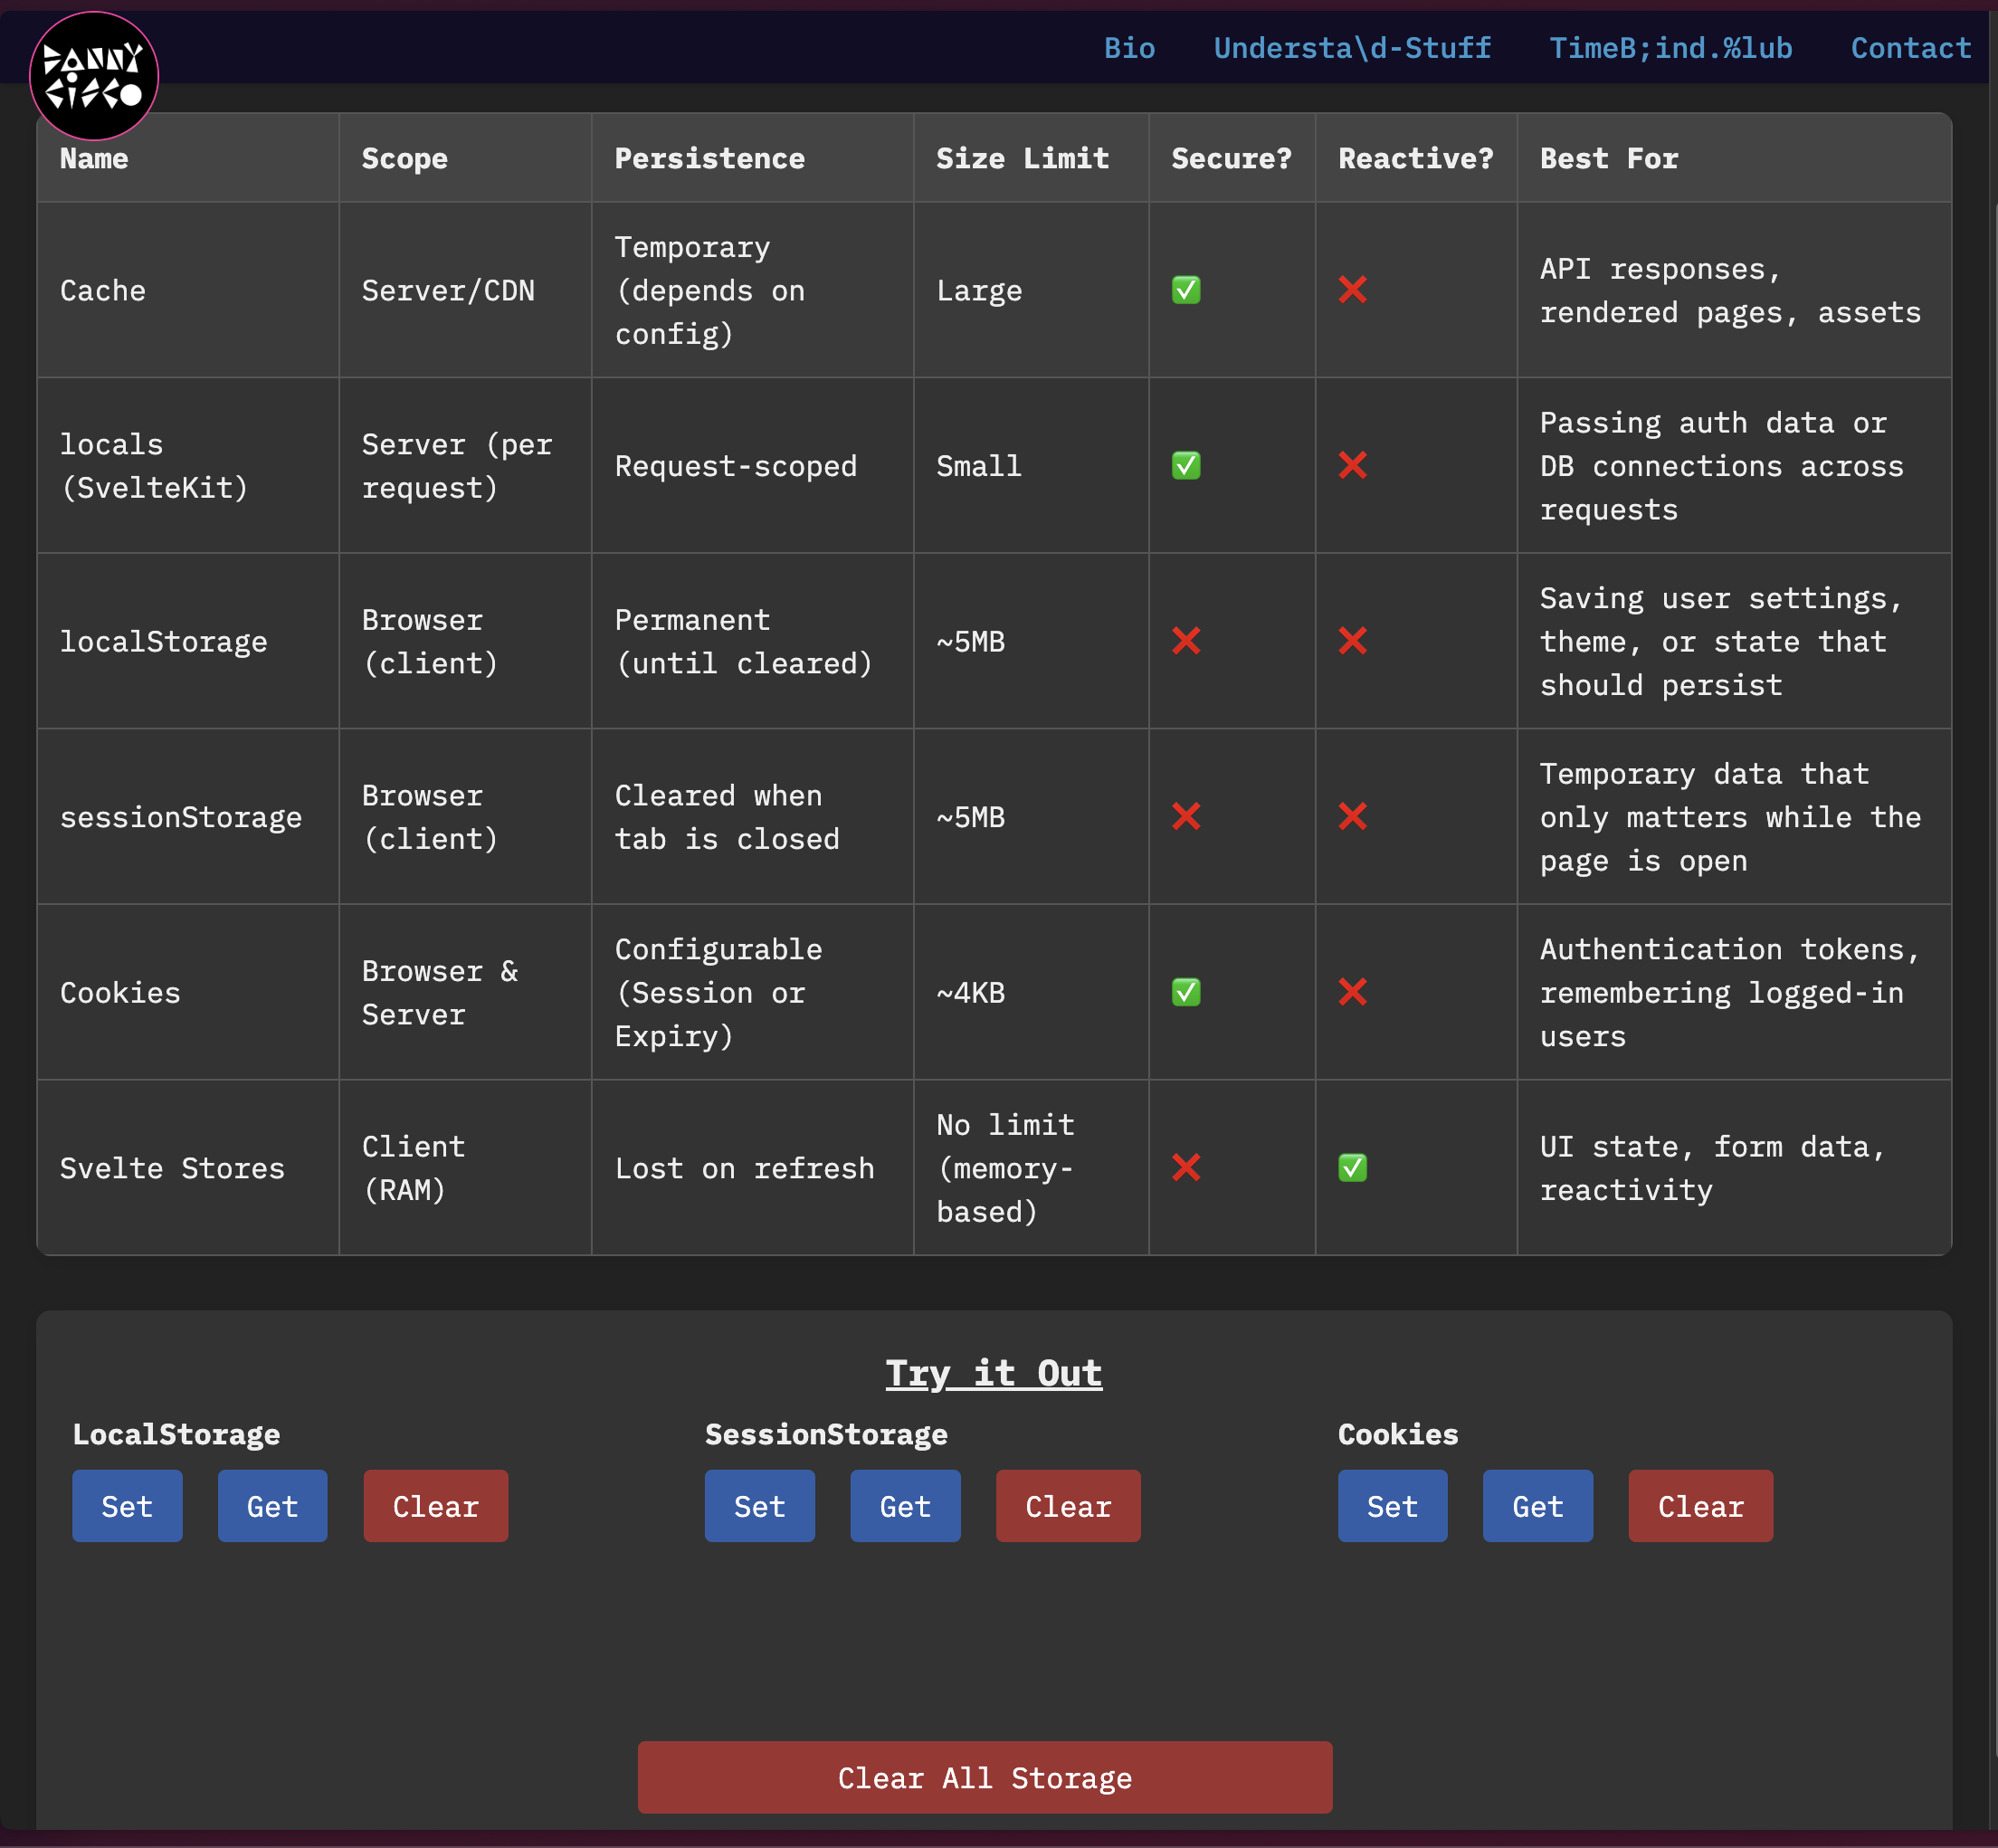 DANNY
CISCO
Bio Understa\d-Stuff TimeB;ind.%lub Contact
Name Scope Persistence Size Limit Secure? Reactive? Best For
Cache
Server/CDN
Temporary
(depends on
config)
Large
✅
❌
API responses,
rendered pages, assets
locals
(SvelteKit)
Server (per
request)
Request-scoped
Small
✅
❌
Passing auth data or
DB connections across
requests
localStorage
Browser
(client)
Permanent
(until cleared)
~5MB
❌
❌
Saving user settings,
theme, or state that
should persist
sessionStorage
Browser
(client)
Cleared when
tab is closed
~5MB
❌
❌
Temporary data that
only matters while the
page is open
Cookies
Browser &
Server
Configurable
(Session or
Expiry)
~4KB
✅
❌
Authentication tokens,
remembering logged-in
users
Svelte Stores
Client
(RAM)
Lost on refresh
No limit
(memory-
based)
❌
✅
UI state, form data,
reactivity
Try it Out
LocalStorage
Set Get Clear
SessionStorage
Set Get Clear
Cookies
Set Get Clear
Clear All Storage